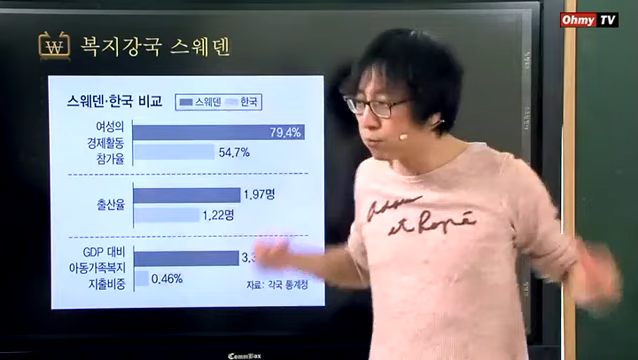 Ohmy TV
W 복지강국 스웨덴
스웨덴·한국 비교
스웨덴 한국
여성의
경제활동
참가율
79.4%
54.7%
출산율
1.97명
1.22명
GDP 대비
아동가족복지
지출비중
0.46%
자료: 각국 통계청
et
CommBox